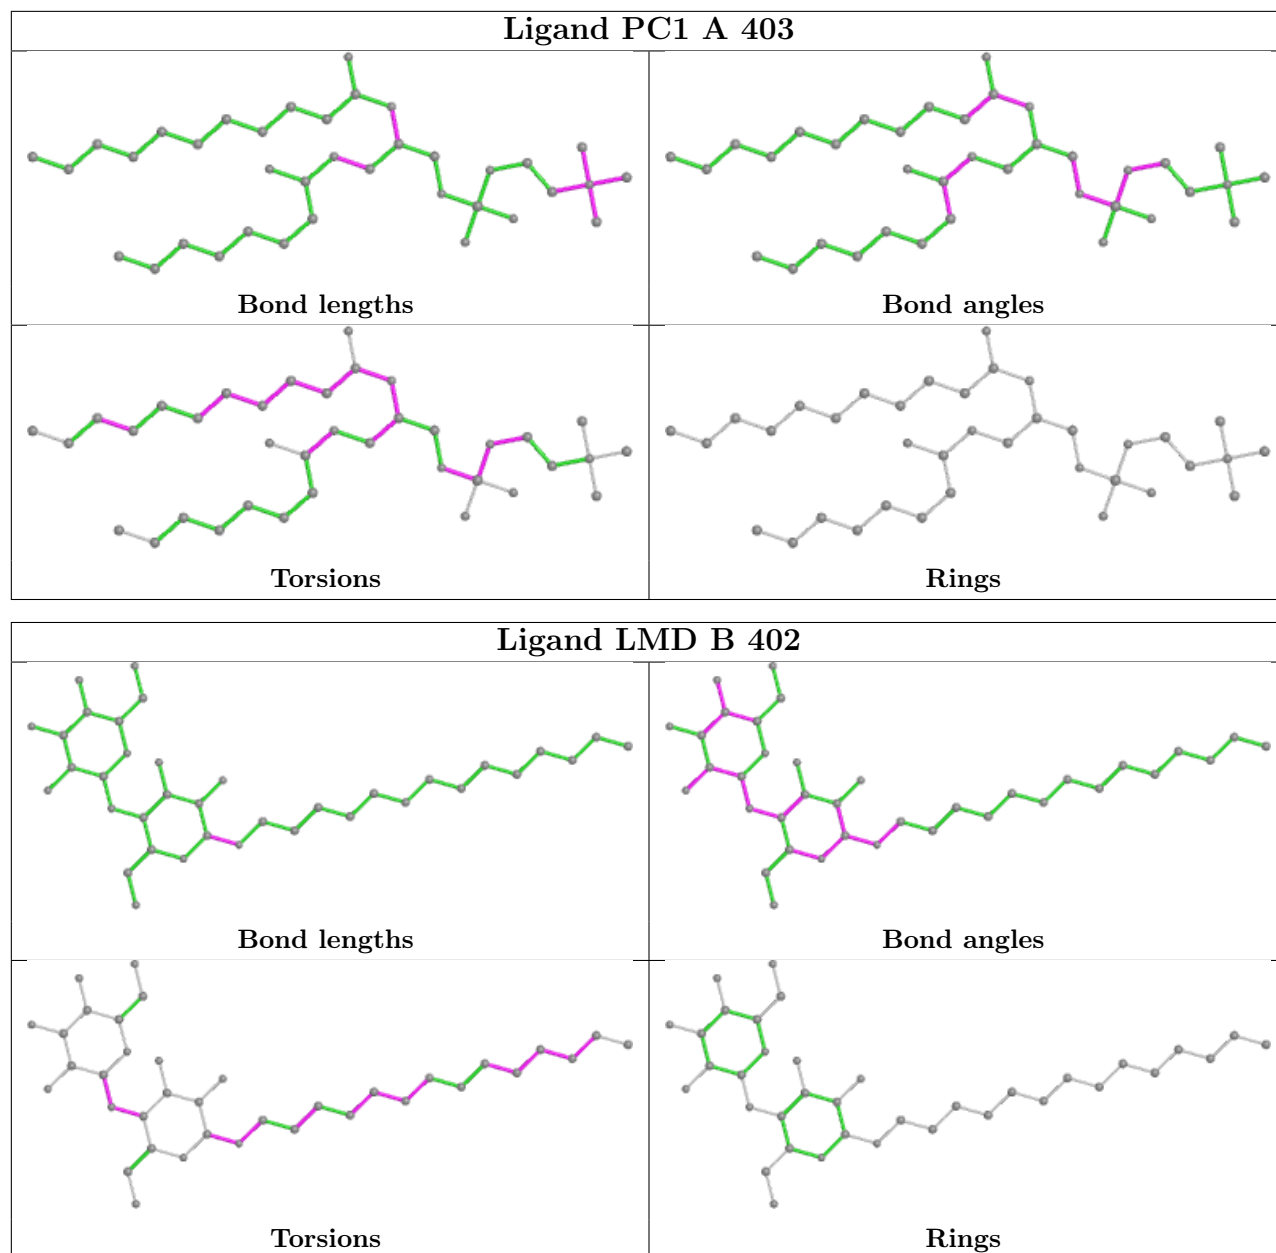 Ligand PC1 A 403
Bond lengths
Bond angles
Torsions
Rings
Ligand LMD B 402
Bond lengths
Bond angles
Torsions
Rings